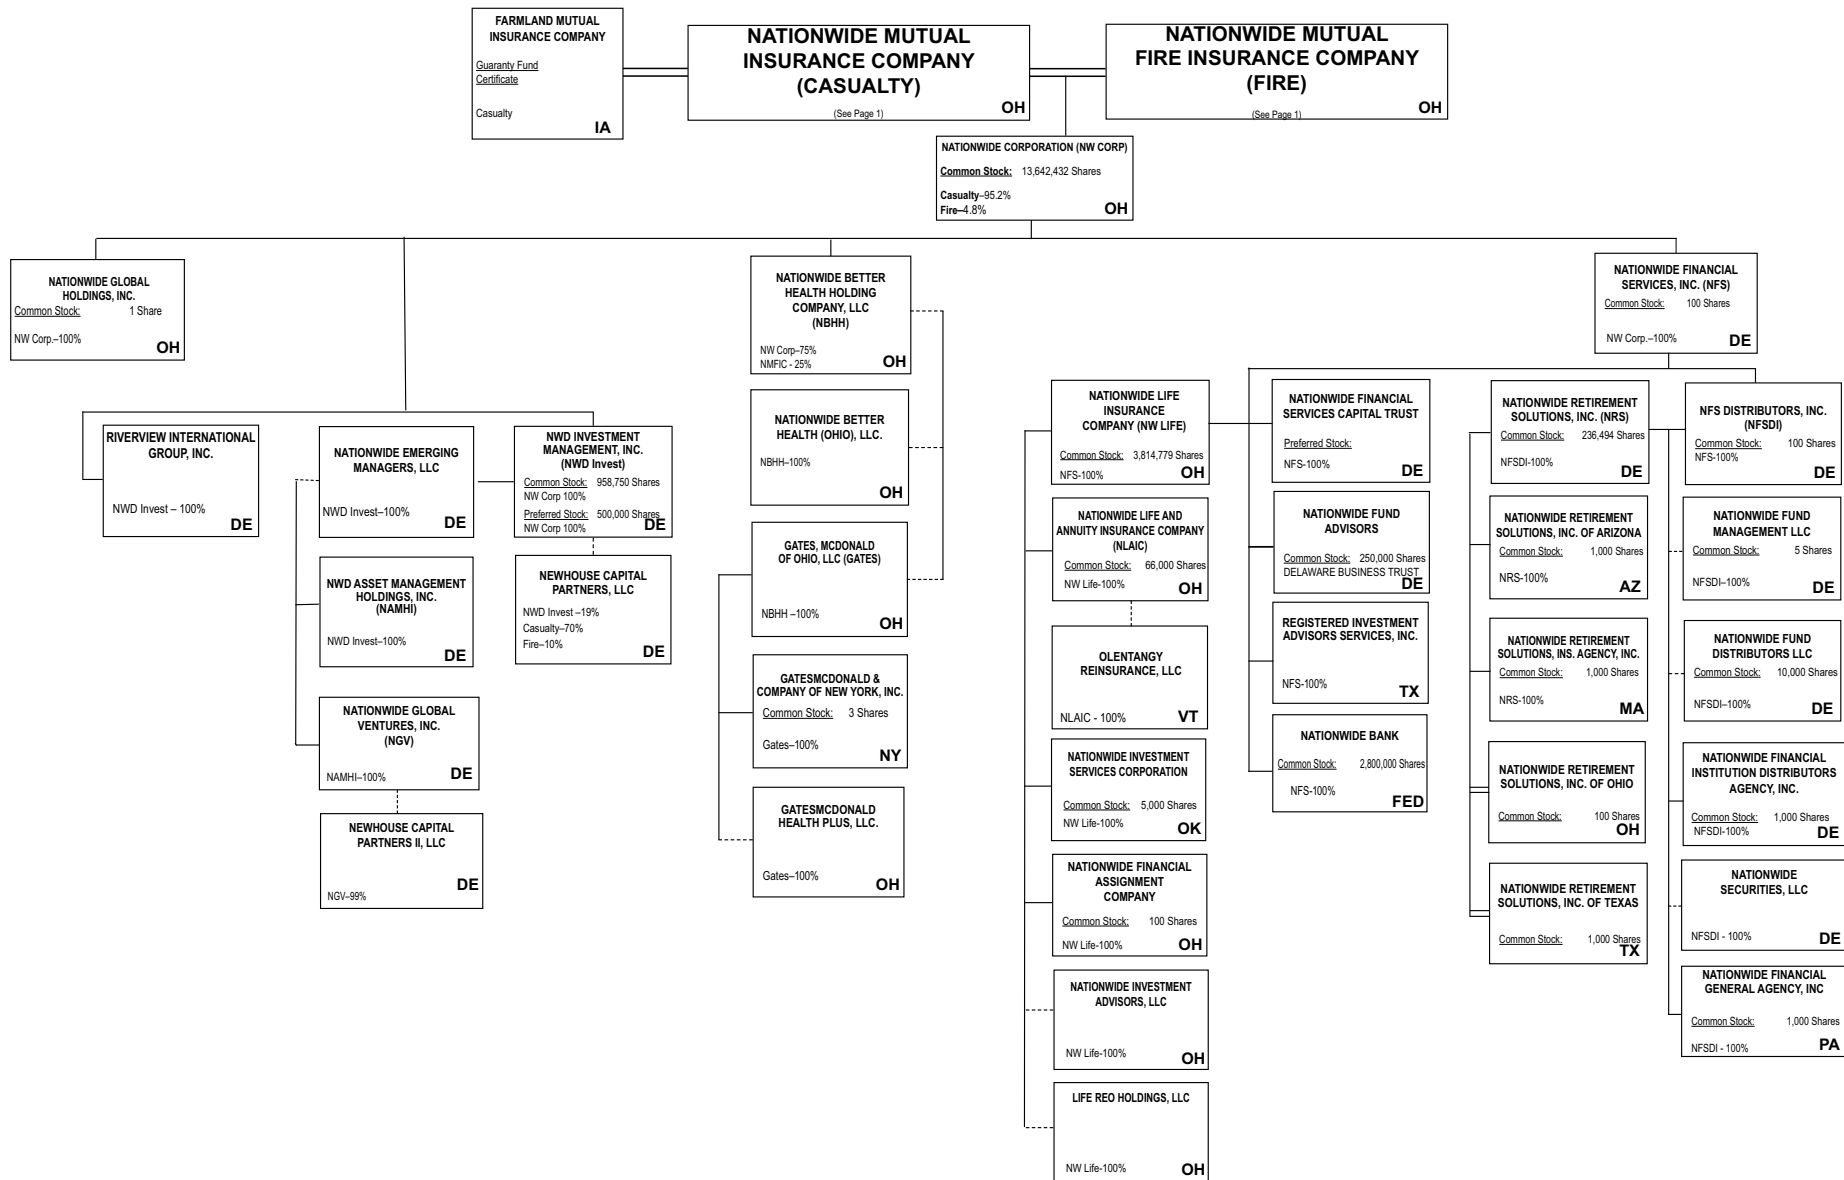 FARMLAND MUTUAL
INSURANCE COMPANY
Guaranty Fund
Certificate
Casualty
IA
NATIONWIDE MUTUAL
INSURANCE COMPANY
(CASUALTY)
(See Page 1)
OH
NATIONWIDE MUTUAL
FIRE INSURANCE COMPANY
(FIRE)
(See Page 1)
OH
NATIONWIDE CORPORATION (NW CORP)
Common Stock: 13,642,432 Shares
Casualty–95.2%
Fire–4.8%
OH
NATIONWIDE GLOBAL
HOLDINGS, INC.
Common Stock: 1 Share
NW Corp.–100%
OH
RIVERVIEW INTERNATIONAL
GROUP, INC.
NWD Invest – 100%
DE
NATIONWIDE EMERGING
MANAGERS, LLC
NWD Invest–100%
DE
NWD ASSET MANAGEMENT
HOLDINGS, INC.
(NAMHI)
NWD Invest–100%
DE
NATIONWIDE GLOBAL
VENTURES, INC.
(NGV)
NAMHI–100%
DE
NEWHOUSE CAPITAL
PARTNERS II, LLC
NGV–99%
DE
NWD INVESTMENT
MANAGEMENT, INC.
(NWD Invest)
Common Stock: 958,750 Shares
NW Corp 100%
Preferred Stock: 500,000 Shares
NW Corp 100%
DE
NEWHOUSE CAPITAL
PARTNERS, LLC
NWD Invest –19%
Casualty–70%
Fire–10%
DE
NATIONWIDE BETTER
HEALTH HOLDING
COMPANY, LLC
(NBHH)
NW Corp–75%
NMFIC - 25%
OH
NATIONWIDE BETTER
HEALTH (OHIO), LLC.
NBHH–100%
OH
GATES, MCDONALD
OF OHIO, LLC (GATES)
NBHH –100%
OH
GATESMCDONALD &
COMPANY OF NEW YORK, INC.
Common Stock: 3 Shares
Gates–100%
NY
GATESMCDONALD
HEALTH PLUS, LLC.
Gates–100%
OH
NATIONWIDE FINANCIAL
SERVICES, INC. (NFS)
Common Stock: 100 Shares
NW Corp.–100%
DE
NATIONWIDE LIFE
INSURANCE
COMPANY (NW LIFE)
Common Stock: 3,814,779 Shares
NFS-100%
OH
NATIONWIDE LIFE AND
ANNUITY INSURANCE COMPANY
(NLAIC)
Common Stock: 66,000 Shares
NW Life-100%
OH
OLENTANGY
REINSURANCE, LLC
NLAIC - 100%
VT
NATIONWIDE INVESTMENT
SERVICES CORPORATION
Common Stock: 5,000 Shares
NW Life-100%
OK
NATIONWIDE FINANCIAL
ASSIGNMENT
COMPANY
Common Stock: 100 Shares
NW Life-100%
OH
NATIONWIDE INVESTMENT
ADVISORS, LLC
NW Life-100%
OH
LIFE REO HOLDINGS, LLC
NW Life-100%
OH
NATIONWIDE FINANCIAL
SERVICES CAPITAL TRUST
Preferred Stock:
NFS-100%
DE
NATIONWIDE FUND
ADVISORS
Common Stock: 250,000 Shares
DELAWARE BUSINESS TRUST
DE
REGISTERED INVESTMENT
ADVISORS SERVICES, INC.
NFS-100%
TX
NATIONWIDE BANK
Common Stock: 2,800,000 Shares
NFS-100%
FED
NATIONWIDE RETIREMENT
SOLUTIONS, INC. (NRS)
Common Stock: 236,494 Shares
NFSDI-100%
DE
NATIONWIDE RETIREMENT
SOLUTIONS, INC. OF ARIZONA
Common Stock: 1,000 Shares
NRS-100%
AZ
NATIONWIDE RETIREMENT
SOLUTIONS, INS. AGENCY, INC.
Common Stock: 1,000 Shares
NRS-100%
MA
NATIONWIDE RETIREMENT
SOLUTIONS, INC. OF OHIO
Common Stock: 100 Shares
OH
NATIONWIDE RETIREMENT
SOLUTIONS, INC. OF TEXAS
Common Stock: 1,000 Shares
TX
NFS DISTRIBUTORS, INC.
(NFSDI)
Common Stock: 100 Shares
NFS-100%
DE
NATIONWIDE FUND
MANAGEMENT LLC
Common Stock: 5 Shares
NFSDI–100%
DE
NATIONWIDE FUND
DISTRIBUTORS LLC
Common Stock: 10,000 Shares
NFSDI–100%
DE
NATIONWIDE FINANCIAL
INSTITUTION DISTRIBUTORS
AGENCY, INC.
Common Stock: 1,000 Shares
NFSDI-100%
DE
NATIONWIDE
SECURITIES, LLC
NFSDI - 100%
DE
NATIONWIDE FINANCIAL
GENERAL AGENCY, INC
Common Stock: 1,000 Shares
NFSDI - 100%
PA